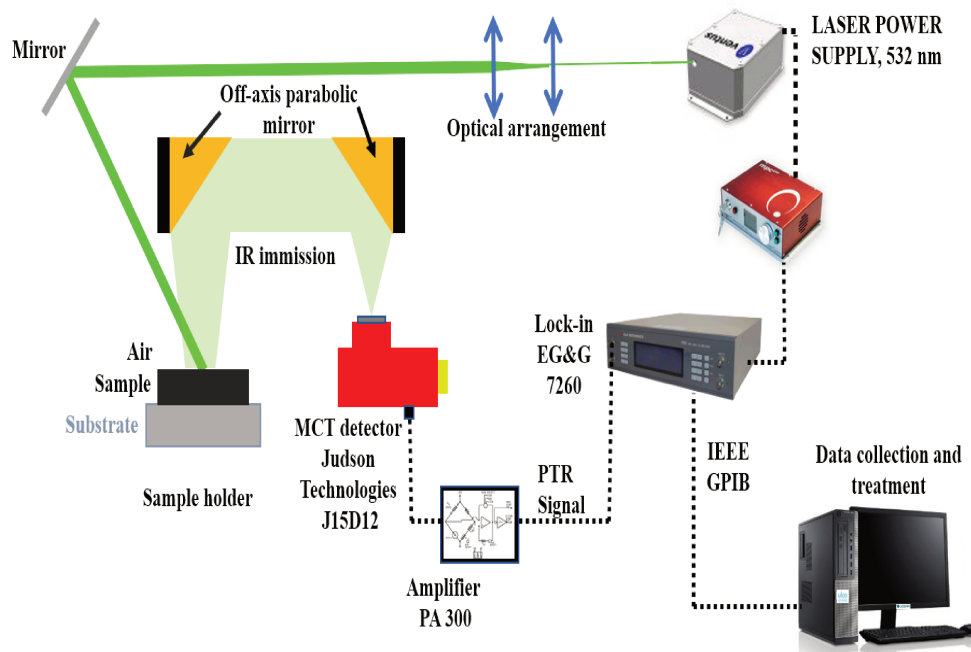 Mirror
LASER POWER
SUPPLY, 532 nm
ventus
Off-axis parabolic
mirror
Optical arrangement
IR immission
Air
Sample
Substrate
Sample holder
MCT detector
Judson
Technologies
J15D12
Lock-in
EG&G
7260
PTR
Signal
Amplifier
PA 300
IEEE
GPIB
Data collection and
treatment